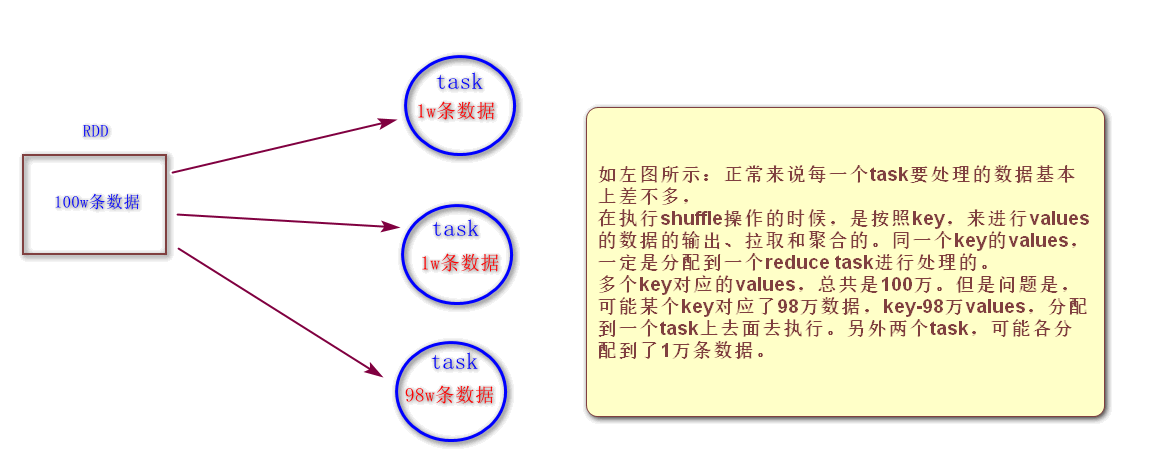 RDD
100w条数据
task
1w条数据
task
1w条数据
task
98w条数据
如左图所示：正常来说每一个task要处理的数据基本
上差不多，
在执行shuffle操作的时候，是按照key，来进行values
的数据的输出、拉取和聚合的。同一个key的values，
一定是分配到一个reduce task进行处理的。
多个key对应的values，总共是100万。但是问题是，
可能某个key对应了98万数据，key-98万values，分配
到一个task上去面去执行。另外两个task，可能各分
配到了1万条数据。